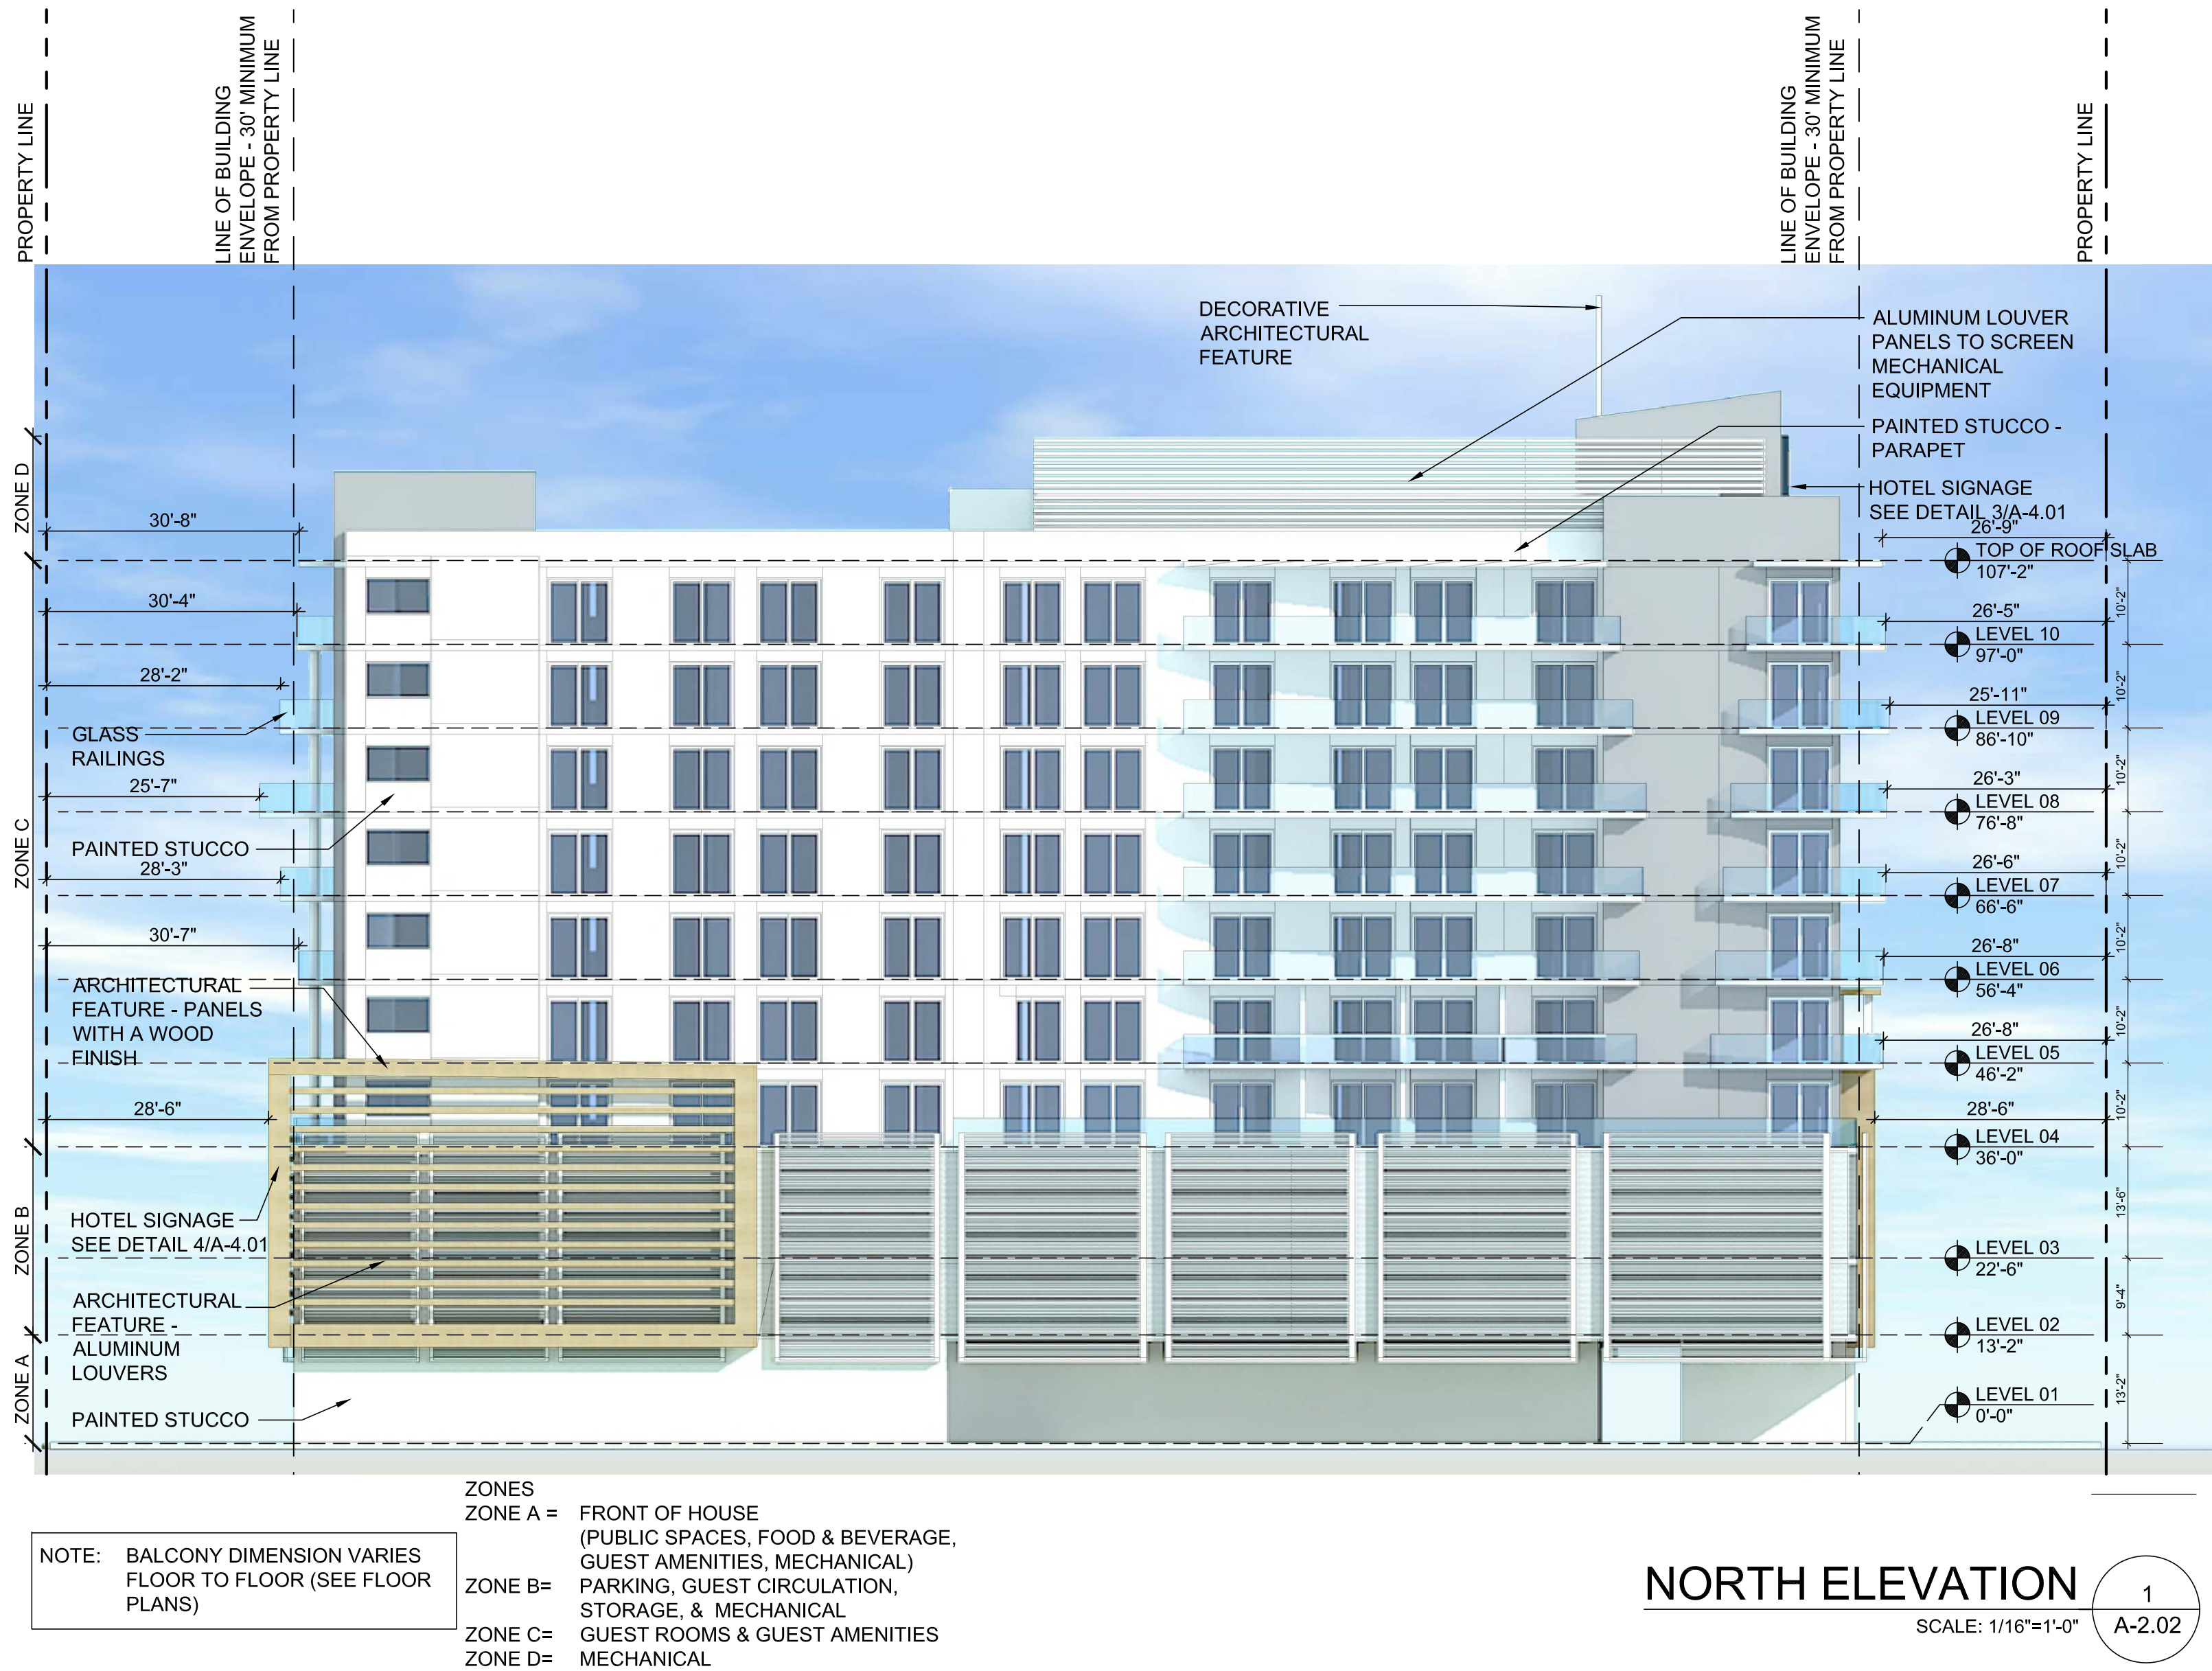 PROPERTY LINE
LINE OF BUILDING
ENVELOPE - 30' MINIMUM
FROM PROPERTY LINE
LINE OF BUILDING
ENVELOPE - 30' MINIMUM
FROM PROPERTY LINE
PROPERTY LINE
DECORATIVE
ARCHITECTURAL
FEATURE
ALUMINUM LOUVER
PANELS TO SCREEN
MECHANICAL
EQUIPMENT
PAINTED STUCCO -
PARAPET
HOTEL SIGNAGE
SEE DETAIL 3/A-4.01
ZONE D
ZONE C
ZONE B
ZONE A
30'-8"
30'-4"
28'-2"
GLASS
RAILINGS
25'-7"
PAINTED STUCCO
28'-3"
30'-7"
ARCHITECTURAL
FEATURE - PANELS
WITH A WOOD
FINISH
28'-6"
HOTEL SIGNAGE
SEE DETAIL 4/A-4.01
ARCHITECTURAL
FEATURE -
ALUMINUM
LOUVERS
PAINTED STUCCO
26'-9"
TOP OF ROOF SLAB
107'-2"
10'-2"
26'-5"
LEVEL 10
97'-0"
10'-2"
25'-11"
LEVEL 09
86'-10"
10'-2"
26'-3"
LEVEL 08
76'-8"
10'-2"
26'-6"
LEVEL 07
66'-6"
10'-2"
26'-8"
LEVEL 06
56'-4"
10'-2"
26'-8"
LEVEL 05
46'-2"
10'-2"
28'-6"
LEVEL 04
36'-0"
13'-6"
LEVEL 03
22'-6"
9'-4"
LEVEL 02
13'-2"
13'-2"
LEVEL 01
0'-0"
NOTE: BALCONY DIMENSION VARIES
FLOOR TO FLOOR (SEE FLOOR
PLANS)
ZONES
ZONE A = FRONT OF HOUSE
(PUBLIC SPACES, FOOD & BEVERAGE,
GUEST AMENITIES, MECHANICAL)
ZONE B= PARKING, GUEST CIRCULATION,
STORAGE, & MECHANICAL
ZONE C= GUEST ROOMS & GUEST AMENITIES
ZONE D= MECHANICAL
NORTH ELEVATION
SCALE: 1/16"=1'-0"
1
A-2.02